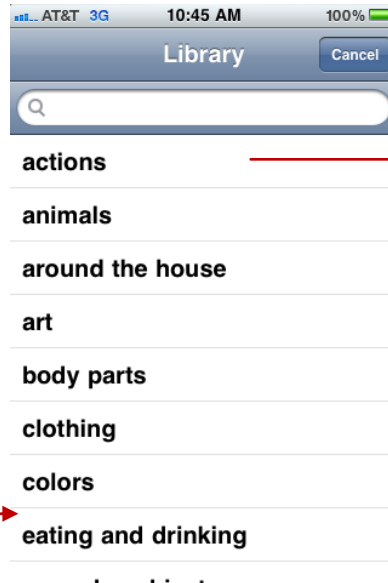 AT&T 3G 10:45 AM 100%
Library Cancel
actions
animals
around the house
art
body parts
clothing
colors
eating and drinking